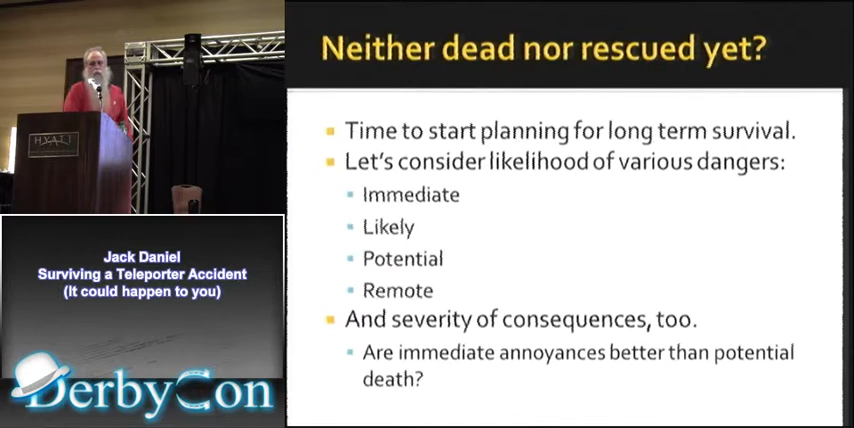 HYATT
Jack Daniel
Surviving a Teleporter Accident
(It could happen to you)
DerbyCon
Neither dead nor rescued yet?
Time to start planning for long term survival.
Let's consider likelihood of various dangers:
Immediate
Likely
Potential
Remote
And severity of consequences, too.
Are immediate annoyances better than potential
death?